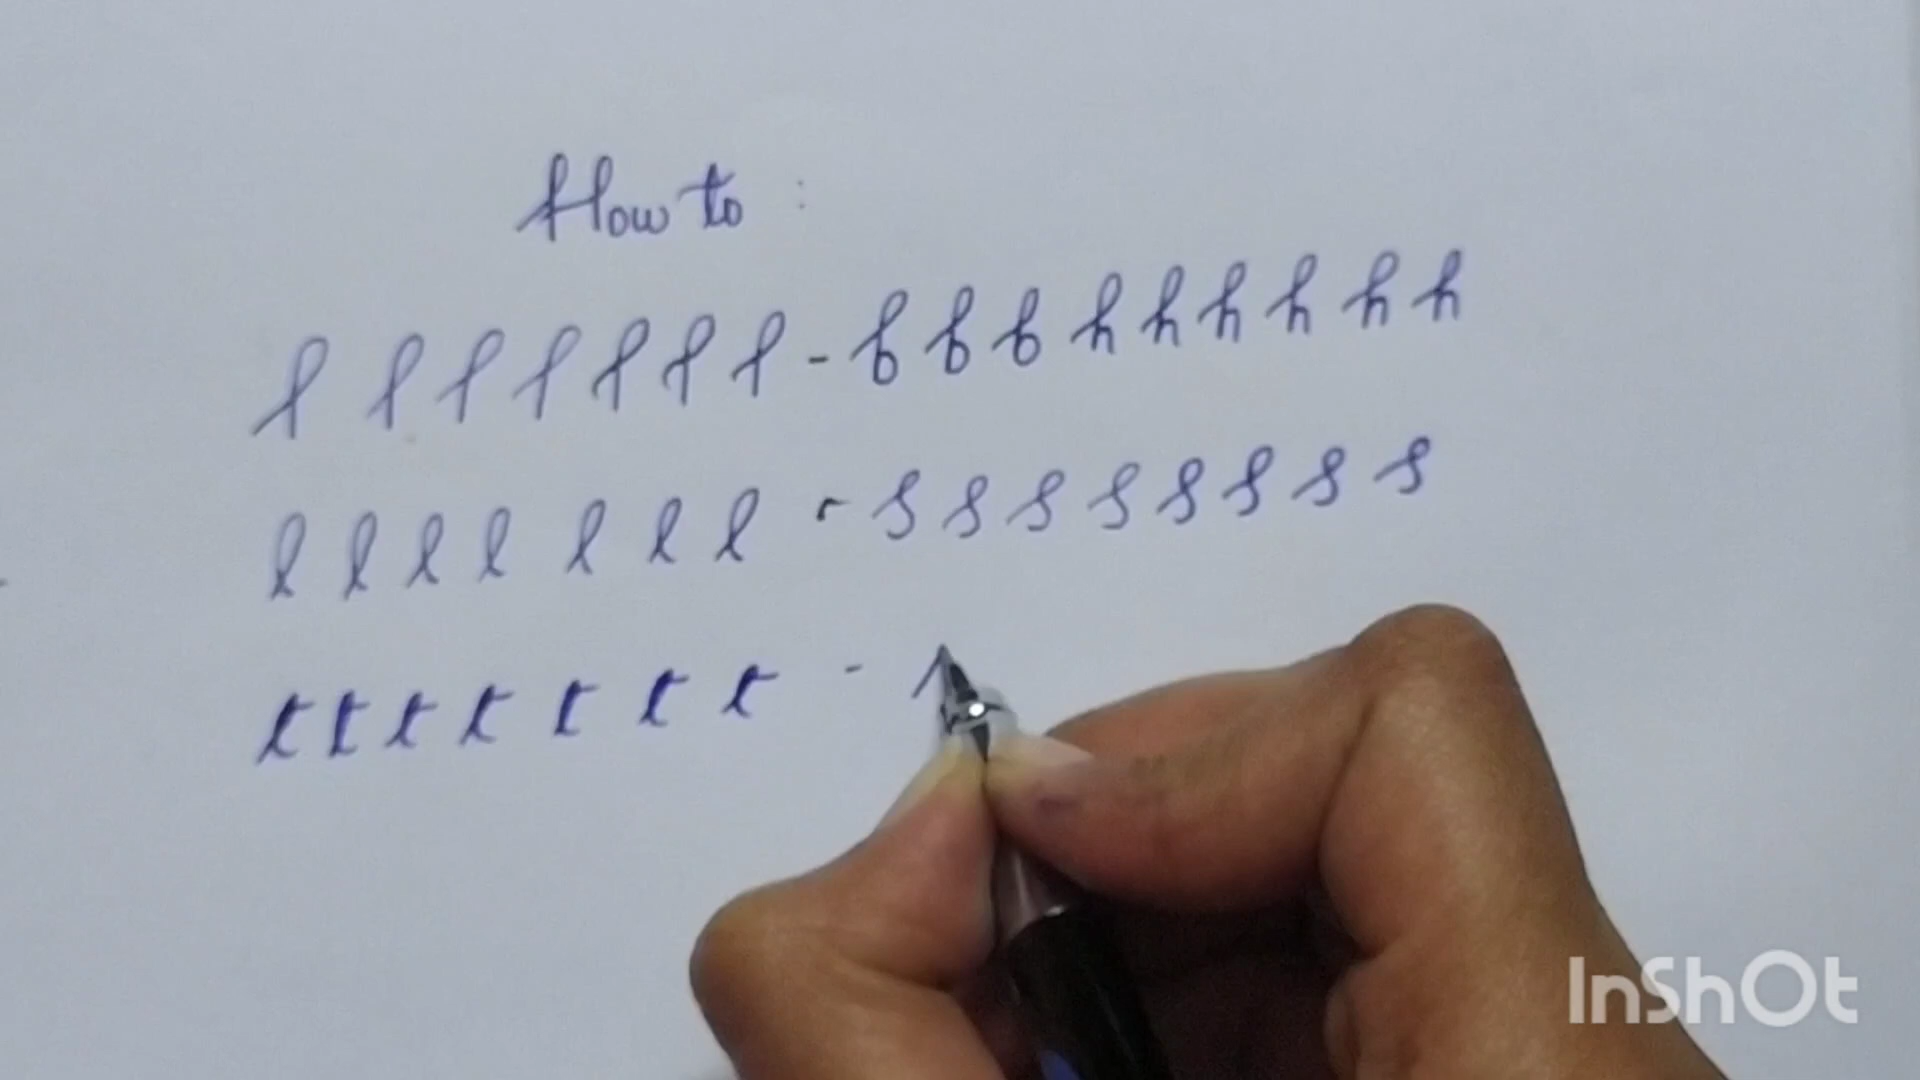 How to :
l l l l l l l - b b b h h h h h h
l l l l l l l - s s s s s s s s
t t t t t t t -
InShOt